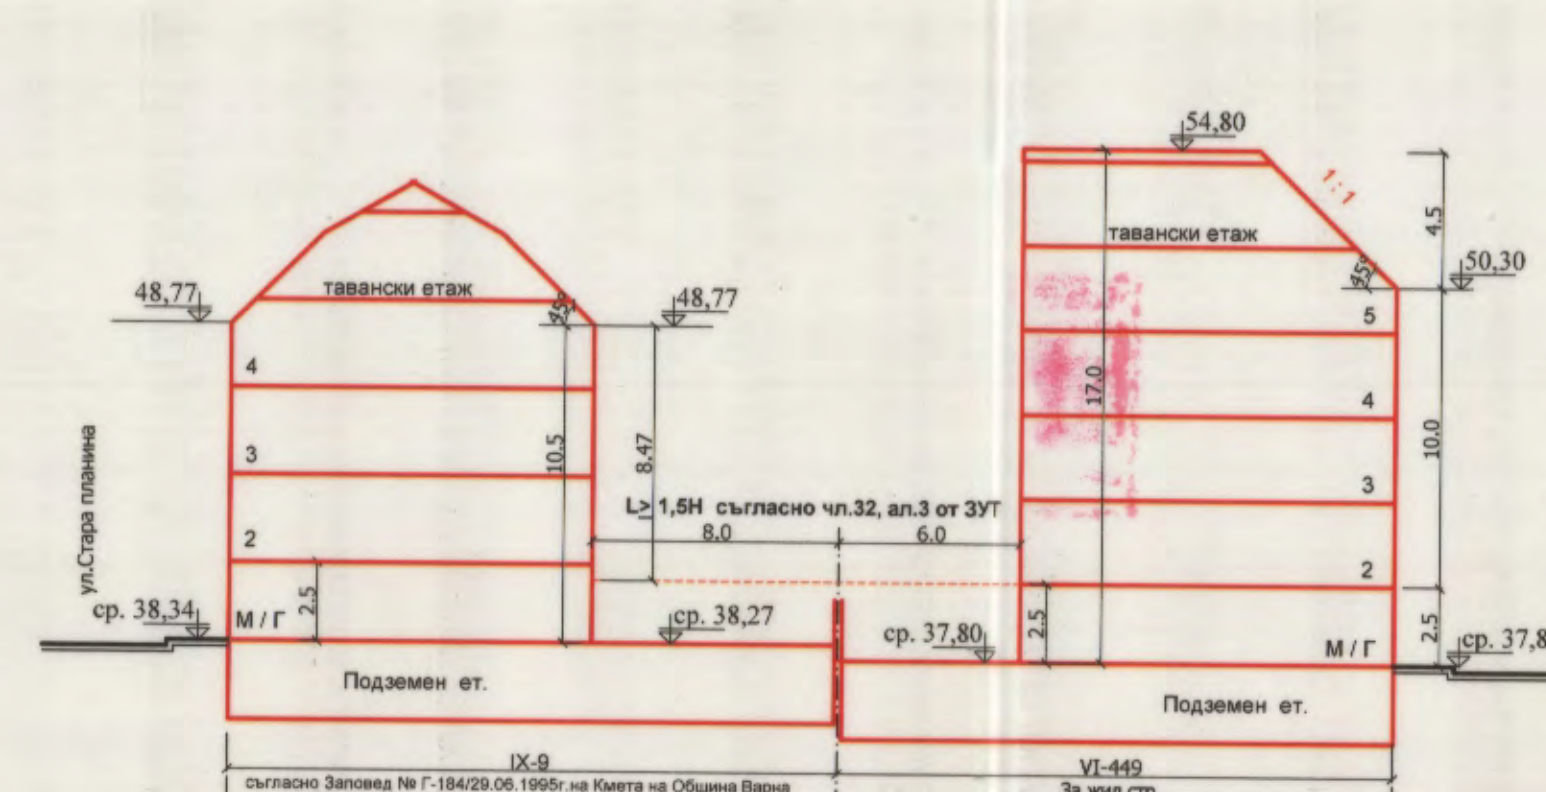 54,80
1:1
4.5
тавански етаж
50,30
45°
48,77
тавански етаж
45°
48,77
5
4
17.0
4
3
10.5
8.47
10.0
3
ул.Стара планина
L≥ 1,5H съгласно чл.32, ал.3 от ЗУТ
8.0
6.0
2
2
2.5
ср. 38,34
М / Г
ср. 38,27
ср. 37,80
2.5
М / Г
2.5
ср. 37,8
Подземен ет.
Подземен ет.
IX-9
VI-449
съгласно Заповед № Г-184/29.06.1995г.на Кмета на Община Варна
За жил.стр.